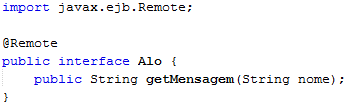 import javax.ejb.Remote;
@Remote
public interface Alo {
    public String getMensagem(String nome);
}